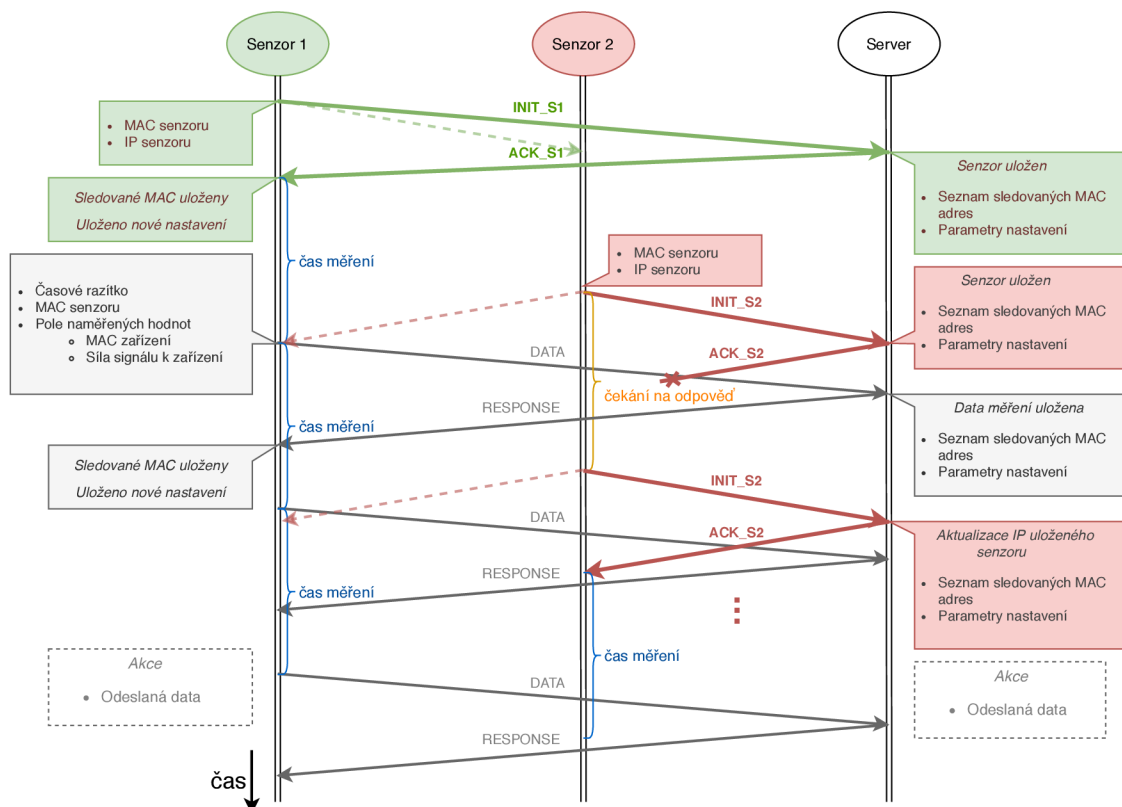 Senzor 1
Senzor 2
Server
INIT_S1
• MAC senzoru
• IP senzoru
ACK_S1
Senzor uložen
• Seznam sledovaných MAC
adres
• Parametry nastavení
Sledované MAC uloženy
Uloženo nové nastavení
čas měření
• MAC senzoru
• IP senzoru
• Časové razítko
• MAC senzoru
• Pole naměřených hodnot
MAC zařízení
Síla signálu k zařízení
INIT_S2
Senzor uložen
• Seznam sledovaných MAC
adres
• Parametry nastavení
DATA
ACK_S2
čekání na odpověď
RESPONSE
čas měření
Data měření uložena
• Seznam sledovaných MAC
adres
• Parametry nastavení
Sledované MAC uloženy
Uloženo nové nastavení
INIT_S2
DATA
ACK_S2
Aktualizace IP uloženého
senzoru
• Seznam sledovaných MAC
adres
• Parametry nastavení
RESPONSE
čas měření
čas měření
Akce
• Odeslaná data
DATA
Akce
• Odeslaná data
RESPONSE
čas